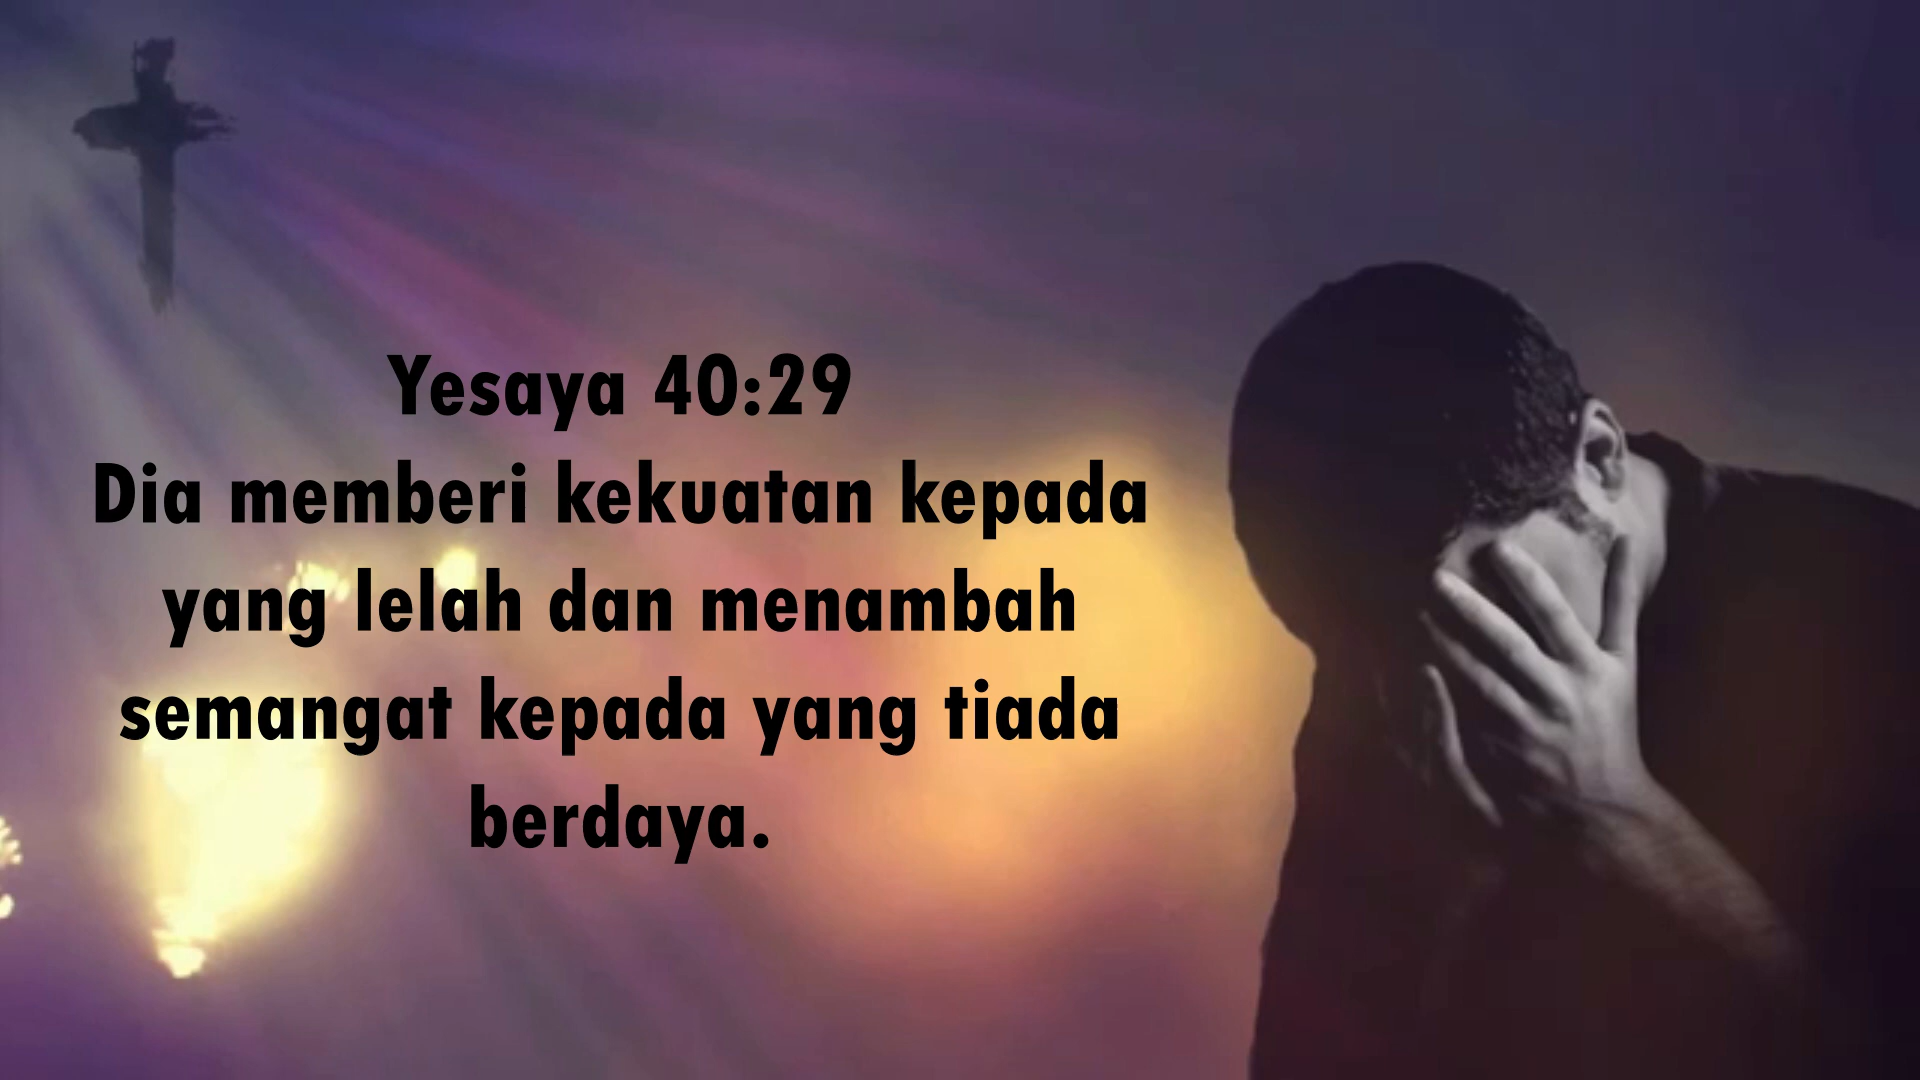 Yesaya 40:29
Dia memberi kekuatan kepada
yang lelah dan menambah
semangat kepada yang tiada
berdaya.